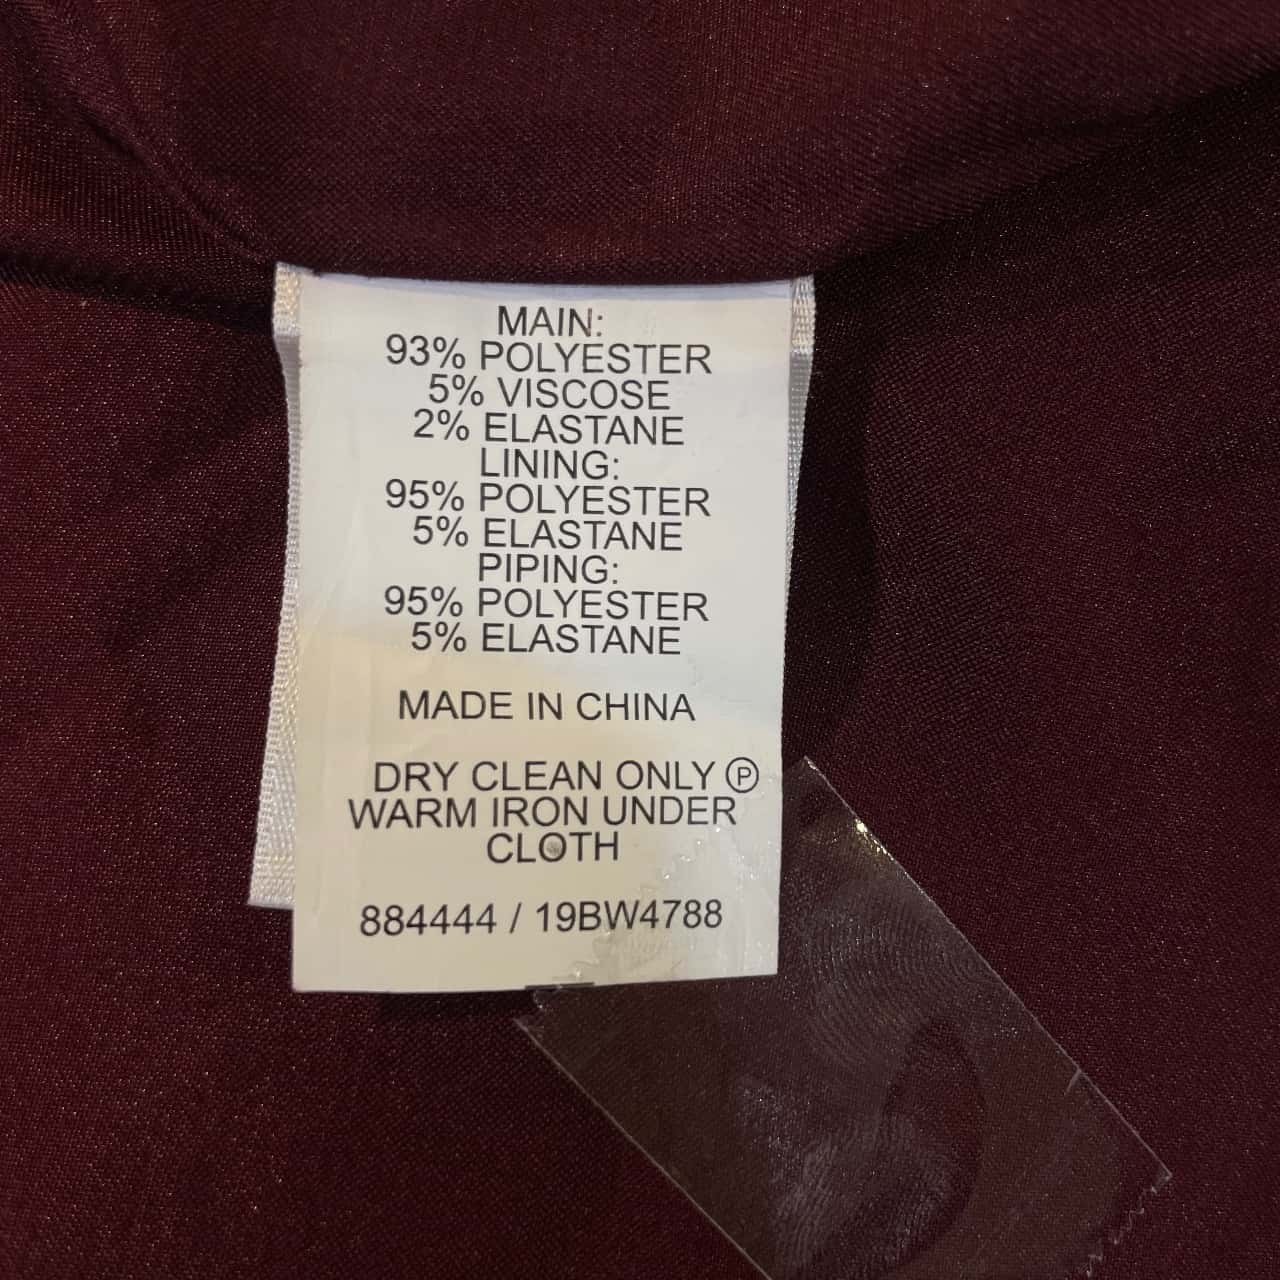 MAIN:
93% POLYESTER
5% VISCOSE
2% ELASTANE
LINING:
95% POLYESTER
5% ELASTANE
PIPING:
95% POLYESTER
5% ELASTANE
MADE IN CHINA
DRY CLEAN ONLY Ⓟ
WARM IRON UNDER
CLOTH
884444 / 19BW4788